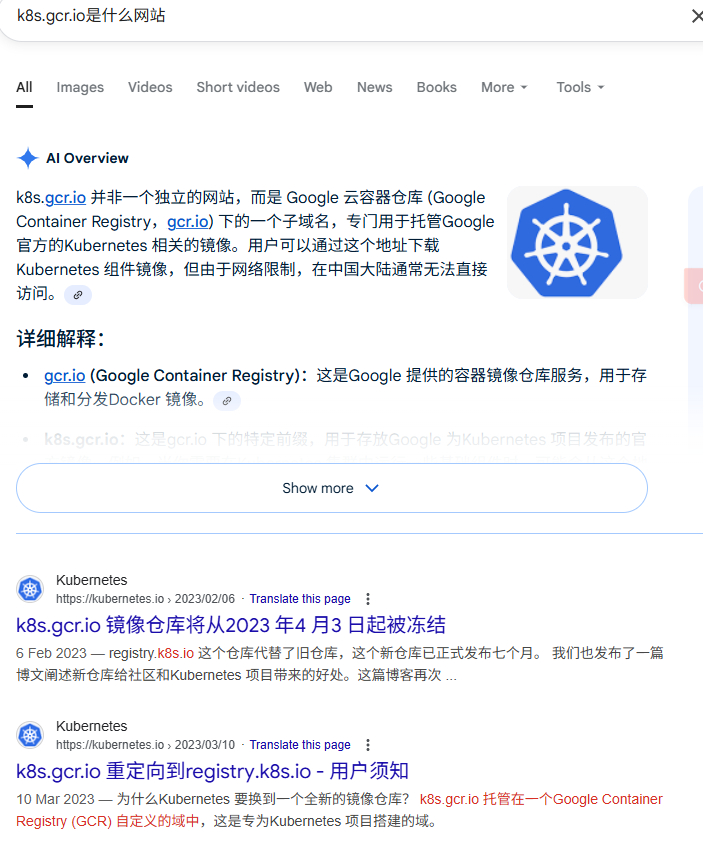 k8s.gcr.io是什么网站
All Images Videos Short videos Web News Books More Tools
AI Overview
k8s.gcr.io 并非一个独立的网站，而是 Google 云容器仓库 (Google
Container Registry，gcr.io) 下的一个子域名，专门用于托管Google
官方的Kubernetes 相关的镜像。用户可以通过这个地址下载
Kubernetes 组件镜像，但由于网络限制，在中国大陆通常无法直接
访问。
详细解释：
gcr.io (Google Container Registry)：这是Google 提供的容器镜像仓库服务，用于存
储和分发Docker 镜像。
k8s.gcr.io：这是gcr.io 下的特定前缀，用于存放Google 为Kubernetes 项目发布的官
Show more
Kubernetes
https://kubernetes.io › 2023/02/06 · Translate this page
k8s.gcr.io 镜像仓库将从2023 年4 月3 日起被冻结
6 Feb 2023 — registry.k8s.io 这个仓库代替了旧仓库，这个新仓库已正式发布七个月。 我们也发布了一篇
博文阐述新仓库给社区和Kubernetes 项目带来的好处。这篇博客再次 ...
Kubernetes
https://kubernetes.io › 2023/03/10 · Translate this page
k8s.gcr.io 重定向到registry.k8s.io - 用户须知
10 Mar 2023 — 为什么Kubernetes 要换到一个全新的镜像仓库？ k8s.gcr.io 托管在一个Google Container
Registry (GCR) 自定义的域中，这是专为Kubernetes 项目搭建的域。